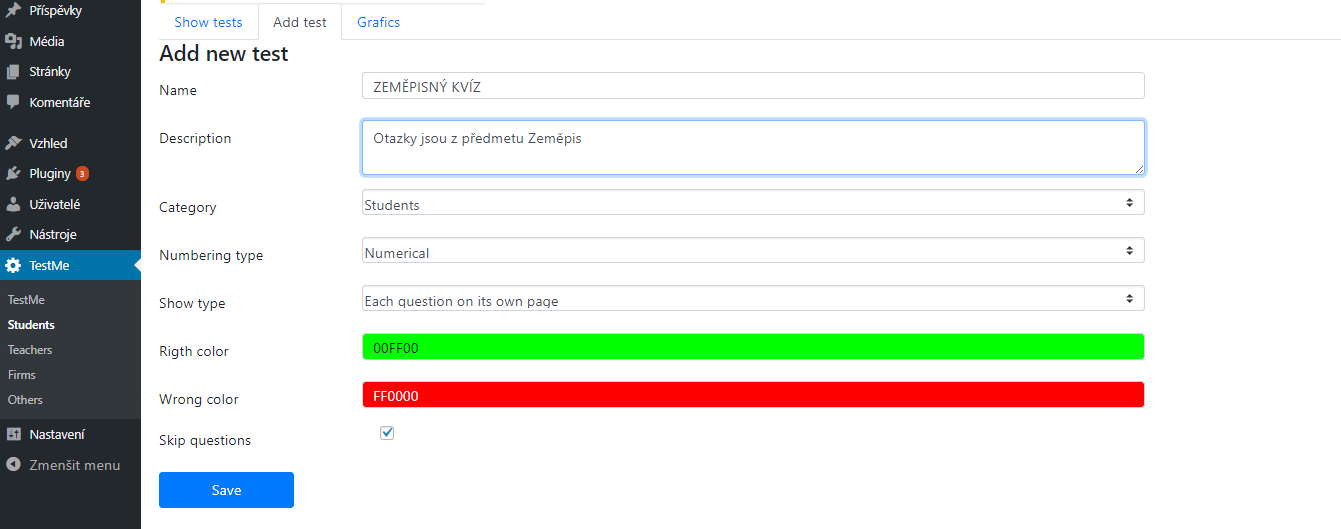 Příspěvky
Média
Stránky
Komentáře
Vzhled
Pluginy 3
Uživatelé
Nástroje
TestMe
TestMe
Students
Teachers
Firms
Others
Nastavení
Zmenšit menu
Show tests Add test Grafics
Add new test
Name ZEMĚPISNÝ KVÍZ
Description Otazky jsou z předmetu Zeměpis
Category Students
Numbering type Numerical
Show type Each question on its own page
Rigth color 00FF00
Wrong color FF0000
Skip questions
Save